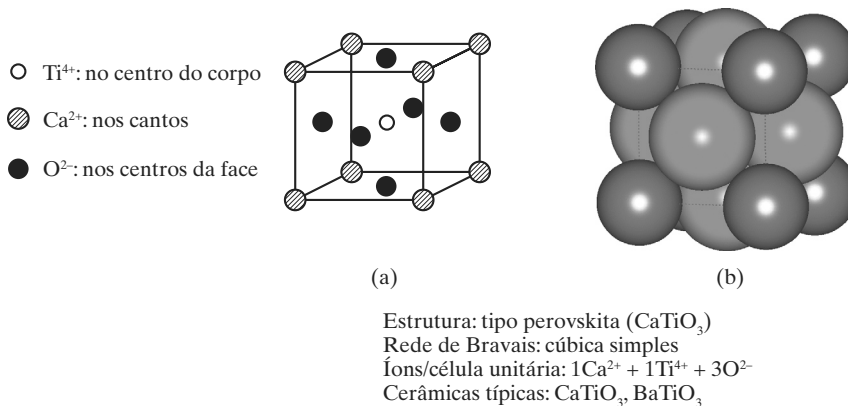 Ti⁴⁺: no centro do corpo
Ca²⁺: nos cantos
O²⁻: nos centros da face
(a)
(b)
Estrutura: tipo perovskita (CaTiO₃)
Rede de Bravais: cúbica simples
Íons/célula unitária: 1Ca²⁺ + 1Ti⁴⁺ + 3O²⁻
Cerâmicas típicas: CaTiO₃, BaTiO₃